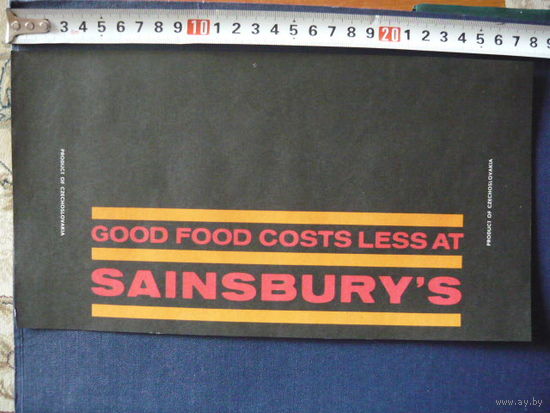 3 4 5 6 7 8 9 10 1 2 3 4 5 6 7 8 9 20 1 2 3 4 5 6 7 8 9
PRODUCT OF CZECHOSLOVAKIA
PRODUCT OF CZECHOSLOVAKIA
GOOD FOOD COSTS LESS AT
SAINSBURY'S
www.ay.by